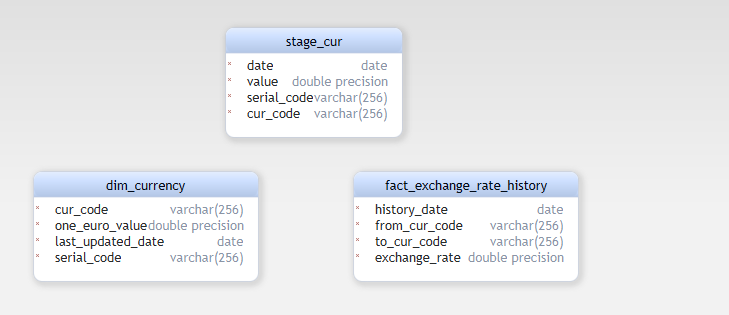 stage_cur
date date
value double precision
serial_code varchar(256)
cur_code varchar(256)
dim_currency
cur_code varchar(256)
one_euro_value double precision
last_updated_date date
serial_code varchar(256)
fact_exchange_rate_history
history_date date
from_cur_code varchar(256)
to_cur_code varchar(256)
exchange_rate double precision